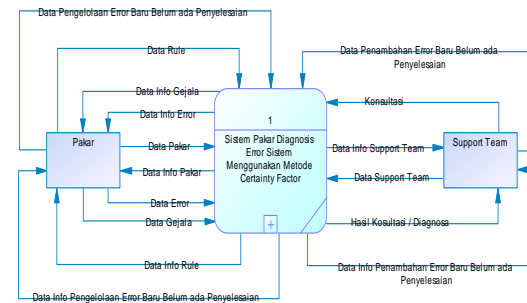 Data Pengelolaan Error Baru Belum ada Penyelesaian
Data Rule
Data Penambahan Error Baru Belum ada
Penyelesaian
Data Info Gejala
Konsultasi
Data Info Error
1
Pakar
Sistem Pakar Diagnosis
Error Sistem
Menggunakan Metode
Certainty Factor
Support Team
Data Pakar
Data Info Support Team
Data Info Pakar
Data Support Team
Data Error
Data Gejala
Hasil Kosultasi / Diagnosa
Data Info Rule
Data Info Penambahan Error Baru Belum ada
Penyelesaian
Data Info Pengelolaan Error Baru Belum ada Penyelesaian